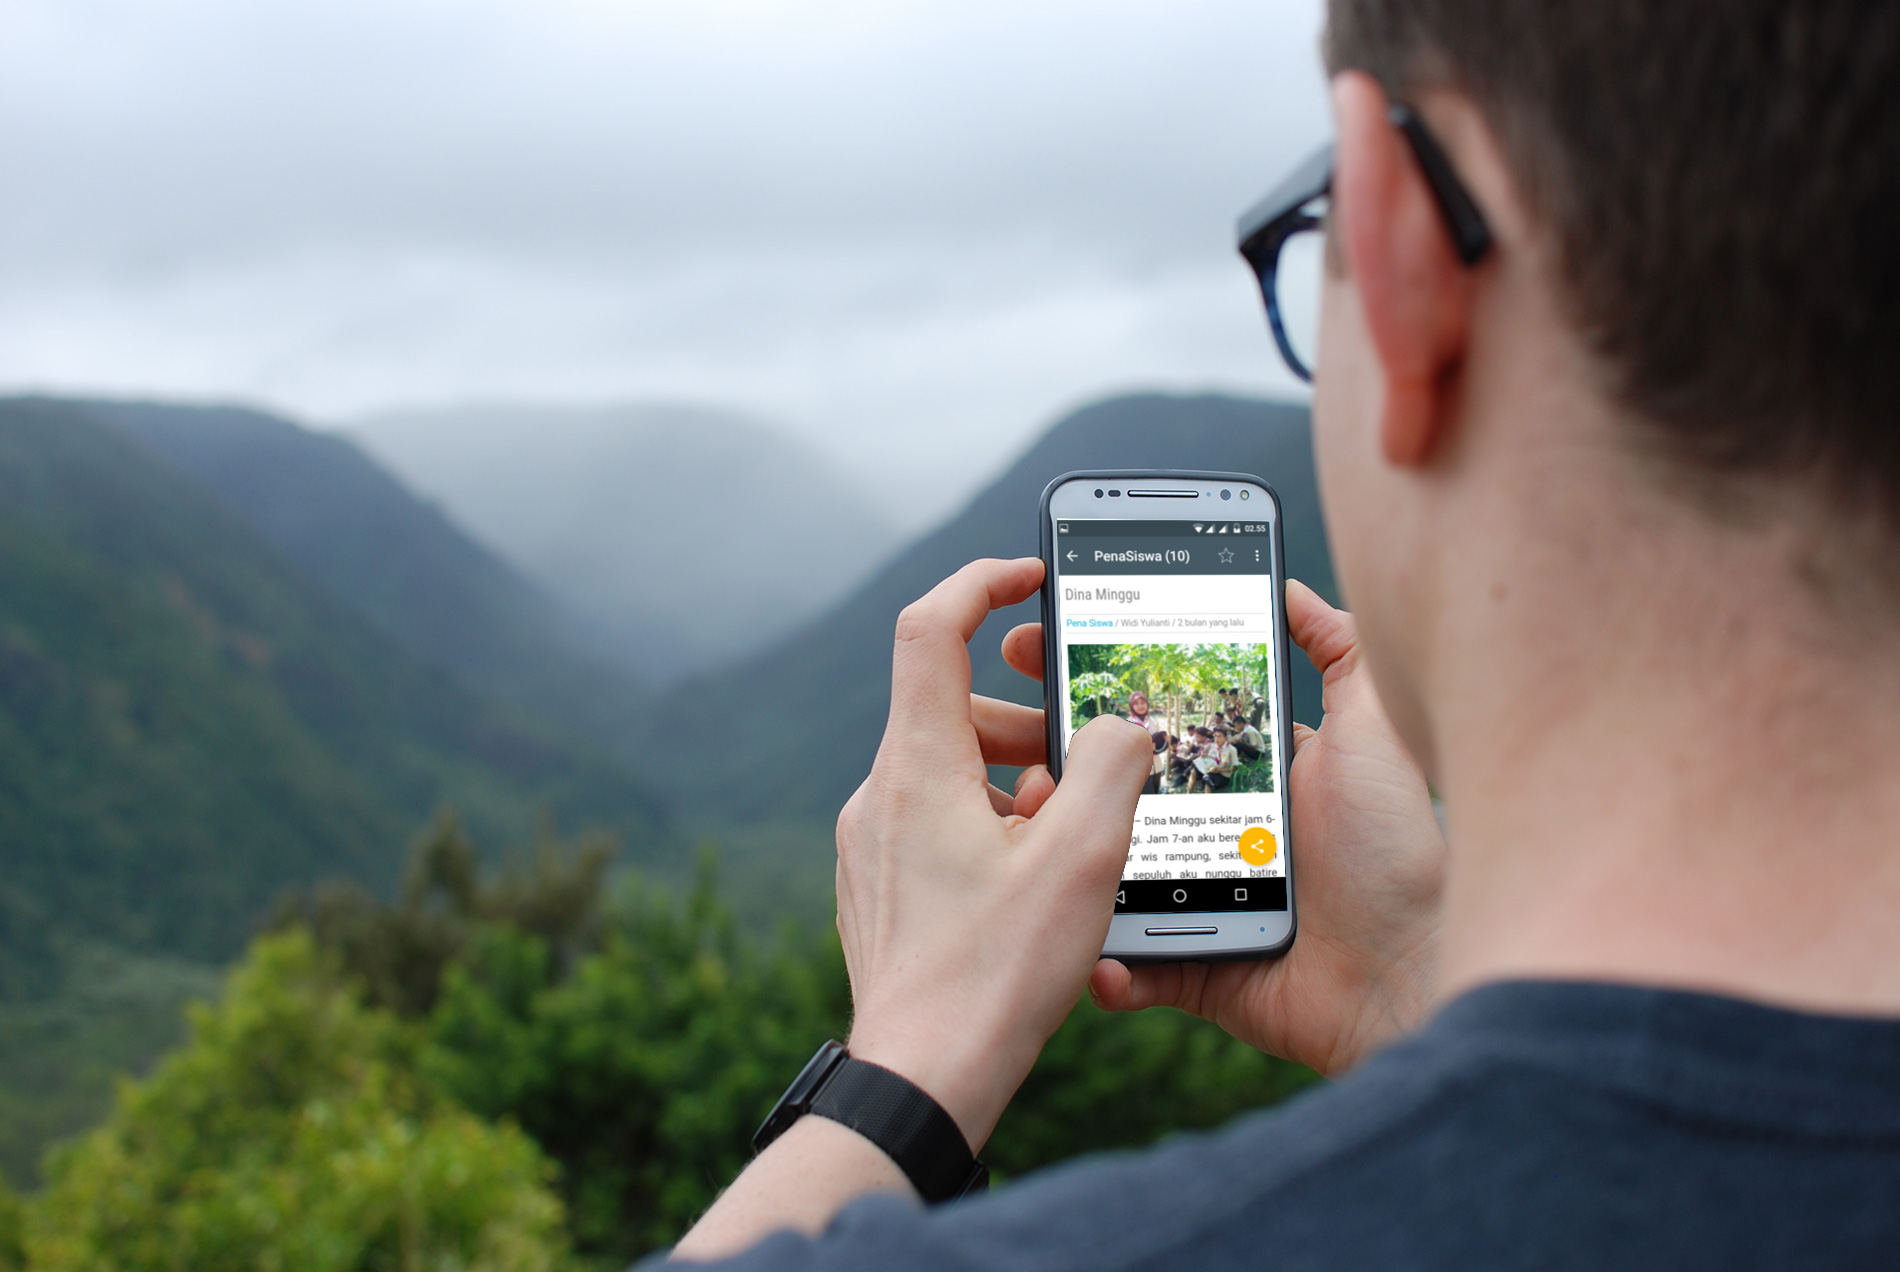 02.55
PenaSiswa (10)
Dina Minggu
Pena Siswa / Widi Yulianti / 2 bulan yang lalu
– Dina Minggu sekitar jam 6-
gi. Jam 7-an aku bere
ar wis rampung, sekit
sepuluh aku nunggu batire